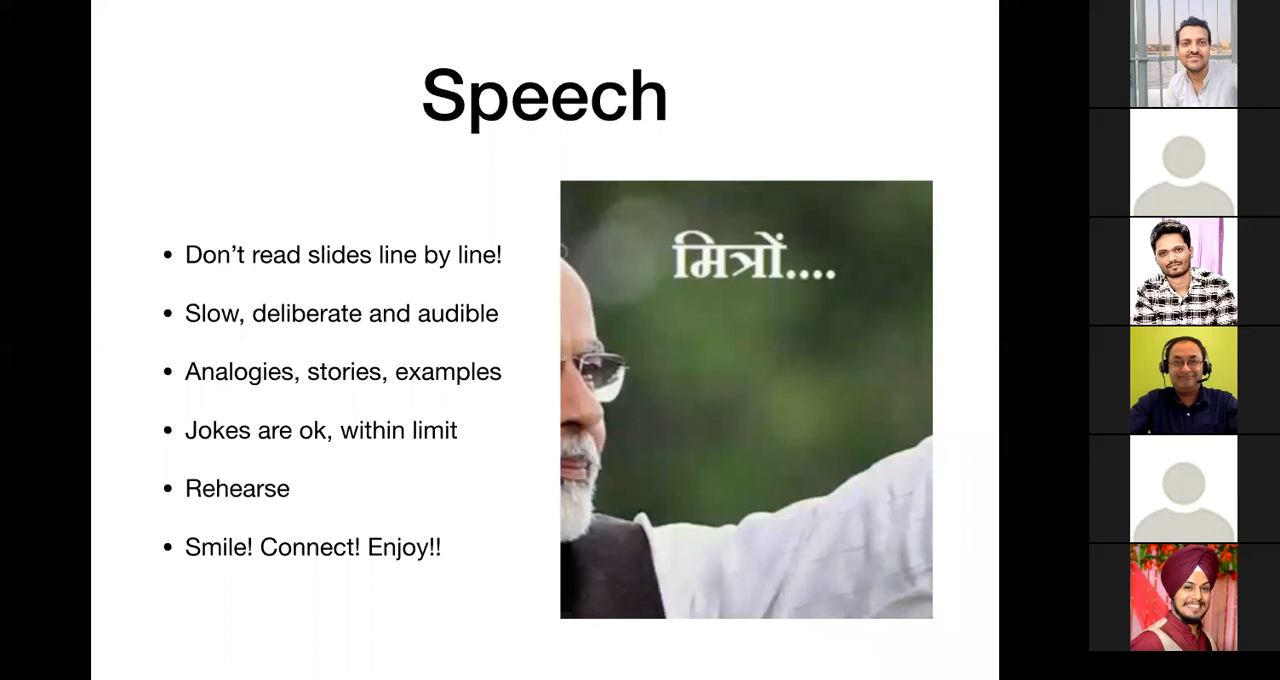 Speech
• Don’t read slides line by line!
• Slow, deliberate and audible
• Analogies, stories, examples
• Jokes are ok, within limit
• Rehearse
• Smile! Connect! Enjoy!!
मित्रों....